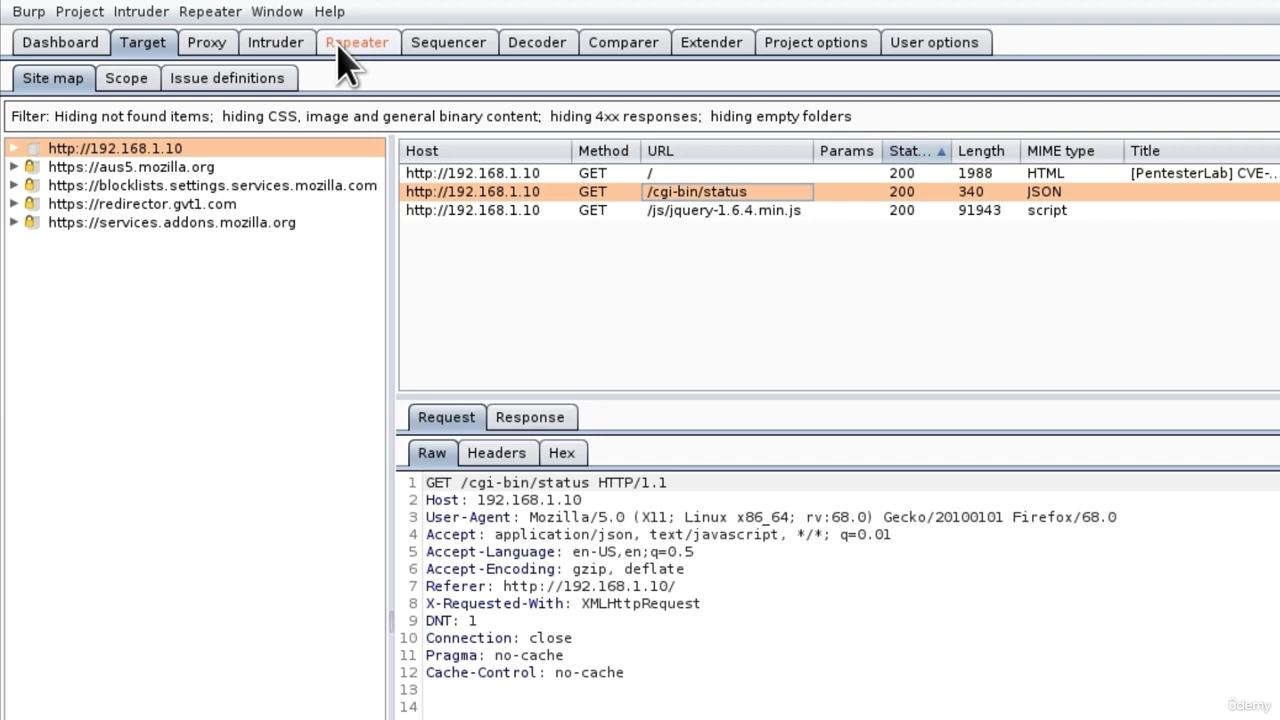 Burp Project Intruder Repeater Window Help
Dashboard Target Proxy Intruder Repeater Sequencer Decoder Comparer Extender Project options User options
Site map Scope Issue definitions
Filter: Hiding not found items; hiding CSS, image and general binary content; hiding 4xx responses; hiding empty folders
http://192.168.1.10
https://aus5.mozilla.org
https://blocklists.settings.services.mozilla.com
https://redirector.gvt1.com
https://services.addons.mozilla.org
Host Method URL Params Stat... Length MIME type Title
http://192.168.1.10 GET / 200 1988 HTML [PentesterLab] CVE-...
http://192.168.1.10 GET /cgi-bin/status 200 340 JSON
http://192.168.1.10 GET /js/jquery-1.6.4.min.js 200 91943 script
Request Response
Raw Headers Hex
1 GET /cgi-bin/status HTTP/1.1
2 Host: 192.168.1.10
3 User-Agent: Mozilla/5.0 (X11; Linux x86_64; rv:68.0) Gecko/20100101 Firefox/68.0
4 Accept: application/json, text/javascript, */*; q=0.01
5 Accept-Language: en-US,en;q=0.5
6 Accept-Encoding: gzip, deflate
7 Referer: http://192.168.1.10/
8 X-Requested-With: XMLHttpRequest
9 DNT: 1
10 Connection: close
11 Pragma: no-cache
12 Cache-Control: no-cache
13
14
ûdemy